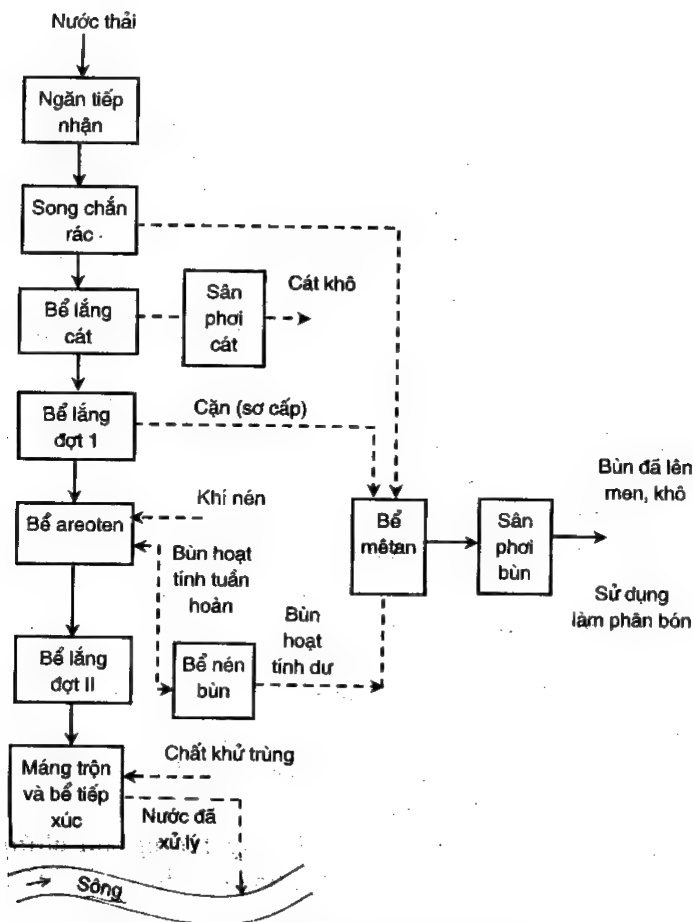 Nước thải
Ngăn tiếp
nhận
Song chắn
rác
Bể lắng
cát
Sân
phơi
cát
Cát khô
Bể lắng
đợt 1
Cặn (sơ cấp)
Bể areoten
Khí nén
Bùn hoạt
tính tuần
hoàn
Bể
mêtan
Sân
phơi
bùn
Bùn đã lên
men, khô
Sử dụng
làm phân bón
Bùn
hoạt
tính dư
Bể lắng
đợt II
Bể nén
bùn
Máng trộn
và bể tiếp
xúc
Chất khử trùng
Nước đã
xử lý
Sông